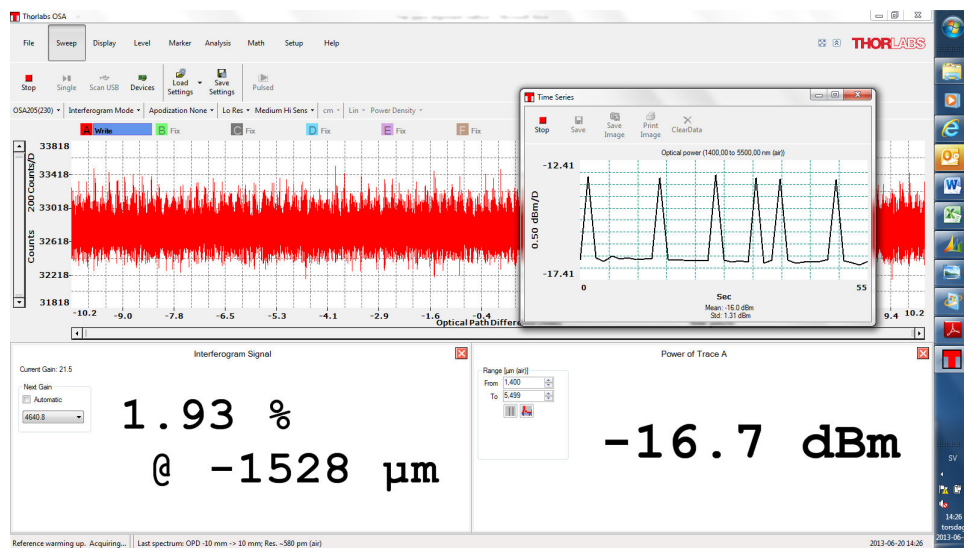 Thorlabs OSA
File Sweep Display Level Marker Analysis Math Setup Help
THORLABS
Stop Single Scan USB Devices Load Settings Save Settings Pulsed
OSA205(230) Interferogram Mode Apodization None Lo Res Medium Hi Sens cm Lin Power Density
A Write B Fix C Fix D Fix E Fix F Fix
33818
33418
33018
32618
32218
31818
Counts 200 Counts/D
-10.2 -9.0 -7.8 -6.5 -5.3 -4.1 -2.9 -1.6 -0.4 9.4 10.2
Optical Path Differ
Time Series
Stop Save Save Image Print Image ClearData
Optical power (1400,00 to 5500,00 nm (air))
-12.41
0.50 dBm/D
-17.41
0 55
Sec
Mean: -16.0 dBm
Std: 1.31 dBm
Interferogram Signal
Current Gain: 21.5
Next Gain
Automatic
4640.8
1.93 %
@ -1528 µm
Power of Trace A
Range [µm (air)]
From 1,400
To 5,499
-16.7 dBm
Reference warming up. Acquiring... Last spectrum: OPD -10 mm -> 10 mm; Res. ~580 pm (air) 2013-06-20 14:26
SV
14:26
torsdag
2013-06-